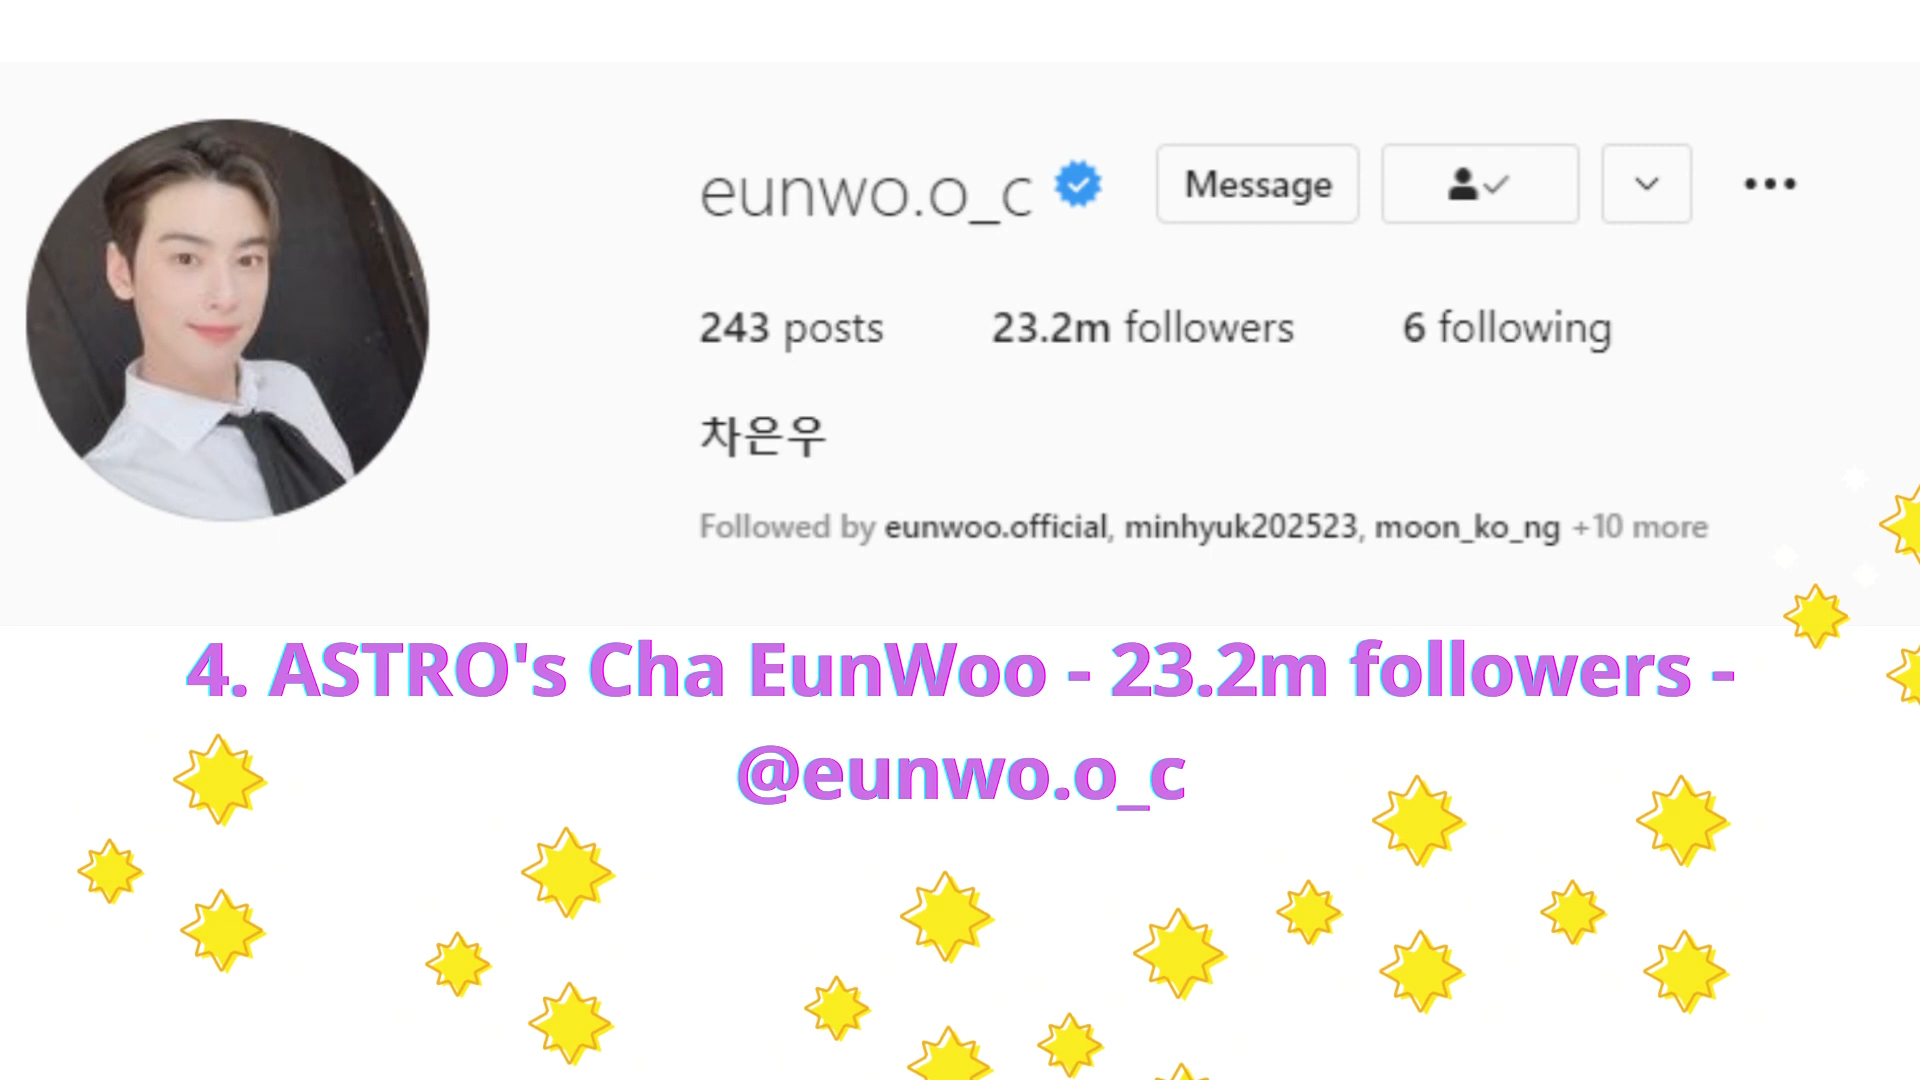 eunwo.o_c Message
243 posts 23.2m followers 6 following
차은우
Followed by eunwoo.official, minhyuk202523, moon_ko_ng +10 more
4. ASTRO's Cha EunWoo - 23.2m followers -
@eunwo.o_c